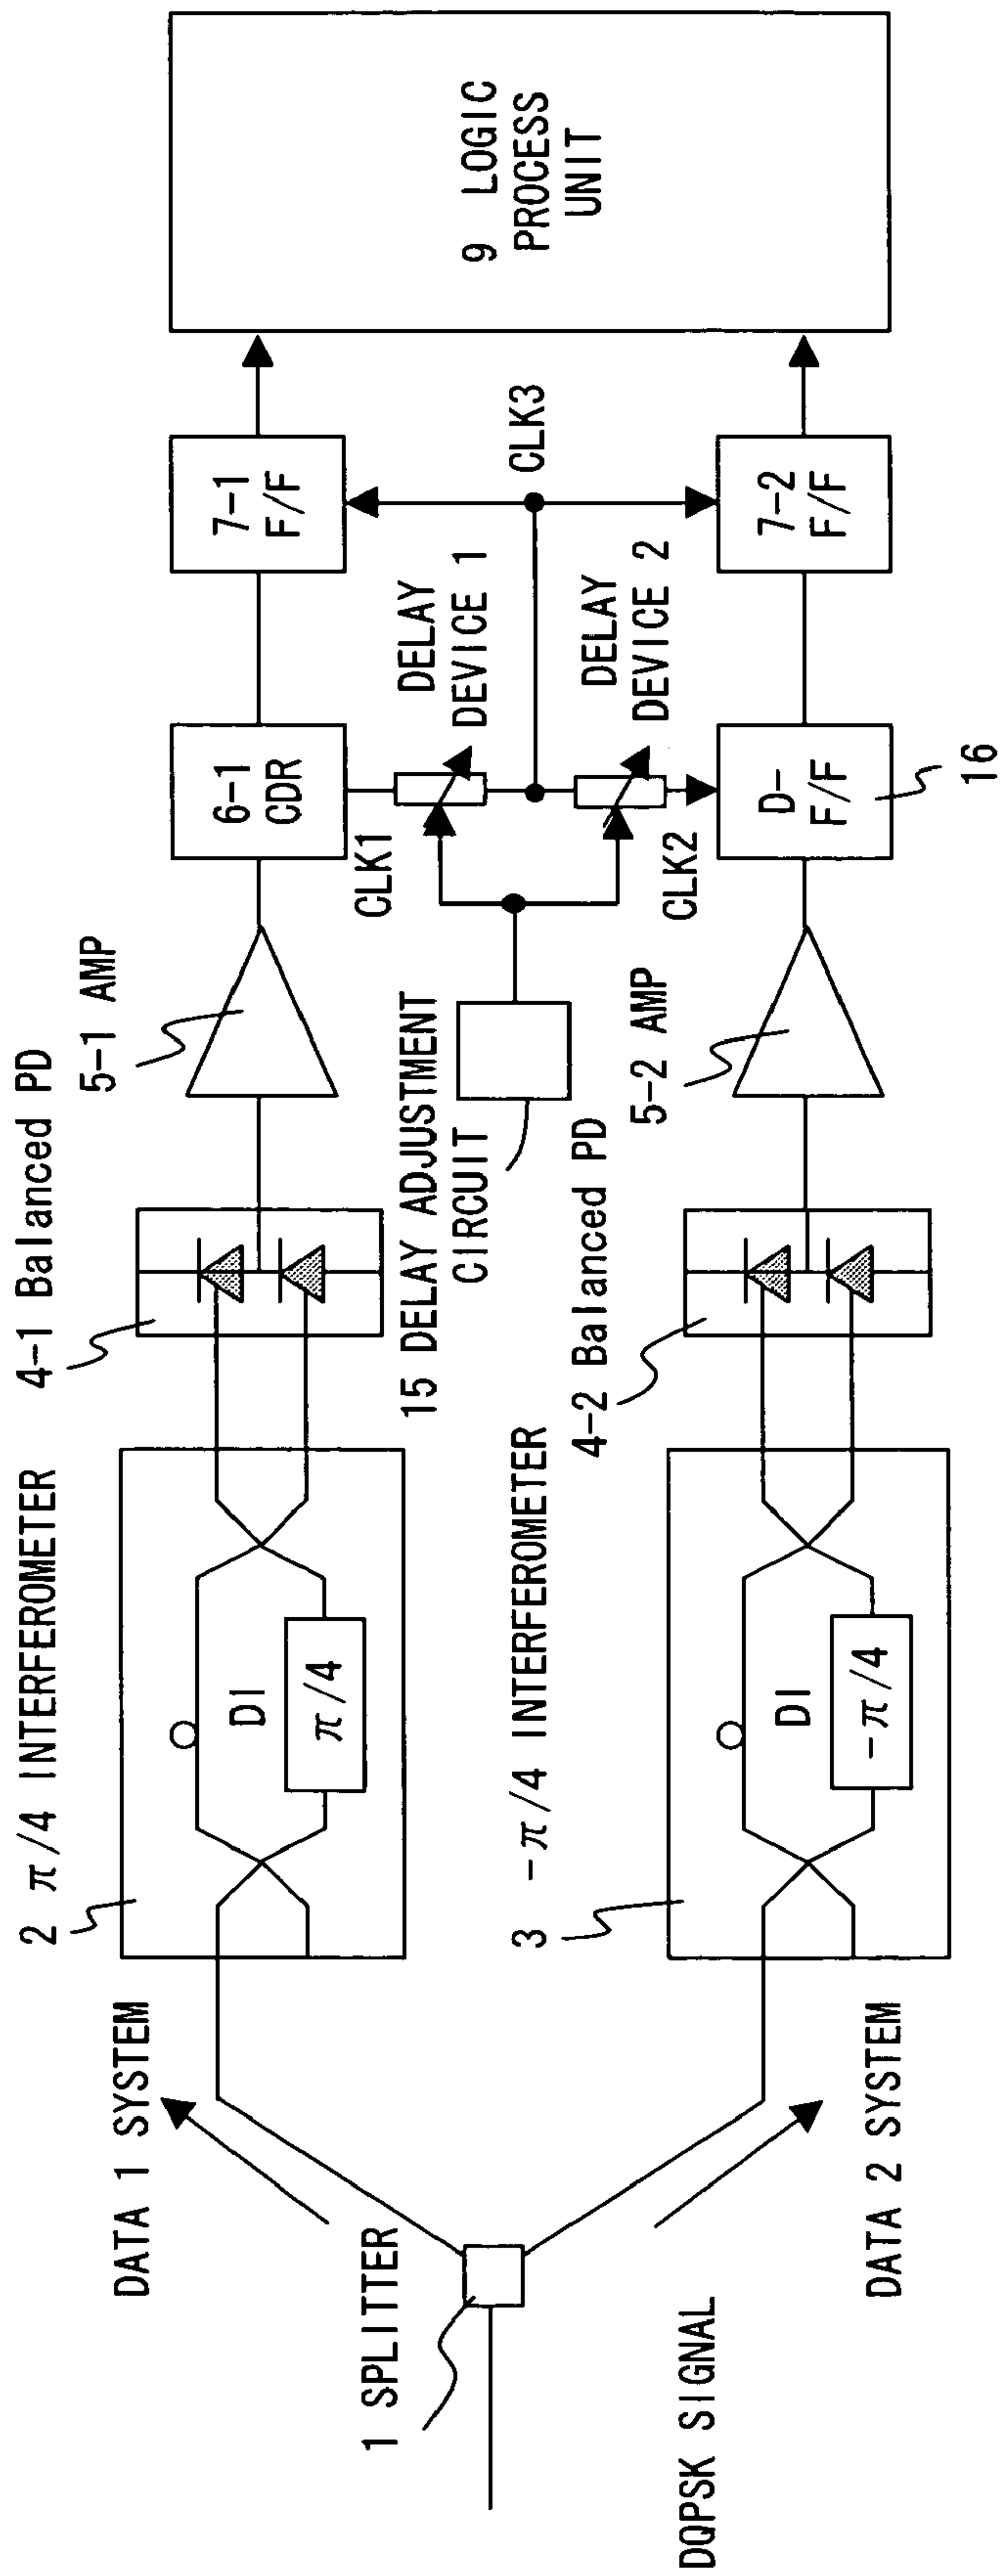 DQPSK SIGNAL
1 SPLITTER
DATA 1 SYSTEM
DATA 2 SYSTEM
2 π/4 INTERFEROMETER
DI
π/4
3 -π/4 INTERFEROMETER
DI
-π/4
4-1 Balanced PD
4-2 Balanced PD
5-1 AMP
5-2 AMP
15 DELAY ADJUSTMENT
CIRCUIT
6-1
CDR
CLK1
DELAY
DEVICE 1
DELAY
DEVICE 2
CLK2
D-
F/F
16
7-1
F/F
CLK3
7-2
F/F
9 LOGIC
PROCESS
UNIT